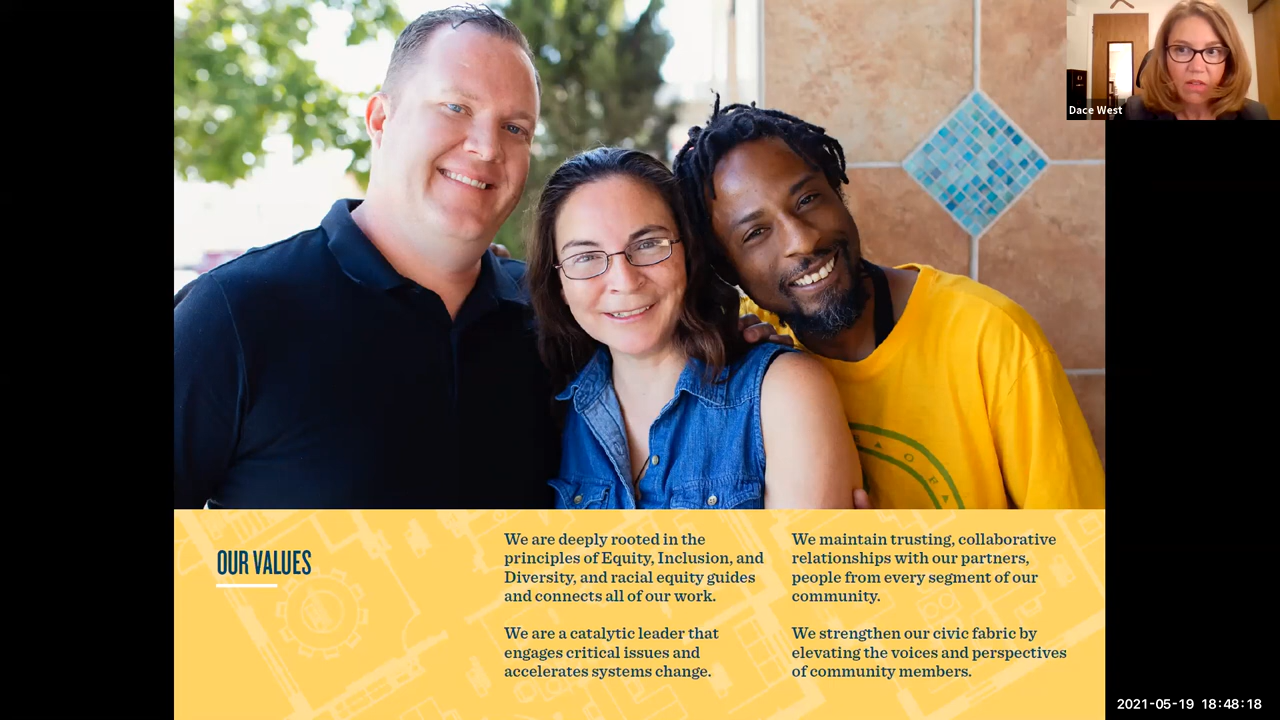 Dace West
OUR VALUES
We are deeply rooted in the
principles of Equity, Inclusion, and
Diversity, and racial equity guides
and connects all of our work.
We are a catalytic leader that
engages critical issues and
accelerates systems change.
We maintain trusting, collaborative
relationships with our partners,
people from every segment of our
community.
We strengthen our civic fabric by
elevating the voices and perspectives
of community members.
2021-05-19 18:48:18